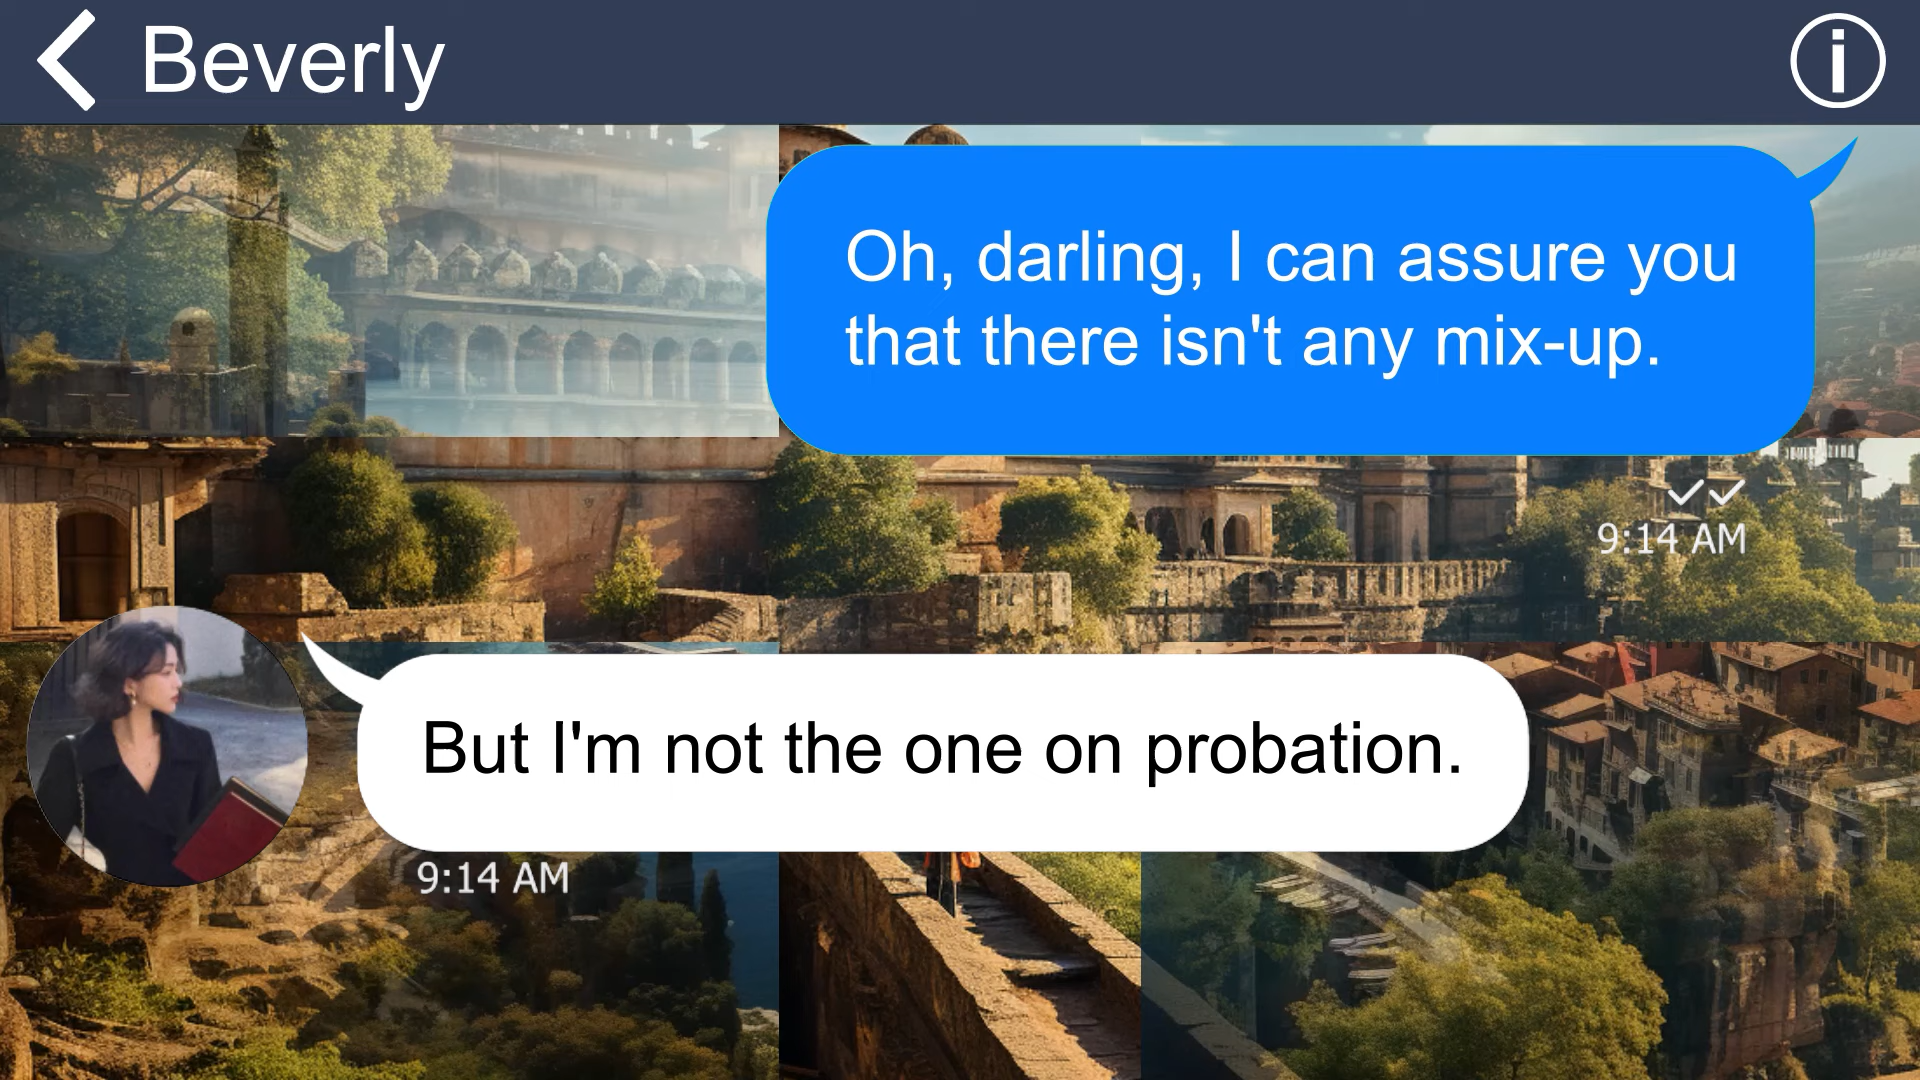 Beverly
Oh, darling, I can assure you
that there isn't any mix-up.
9:14 AM
But I'm not the one on probation.
9:14 AM